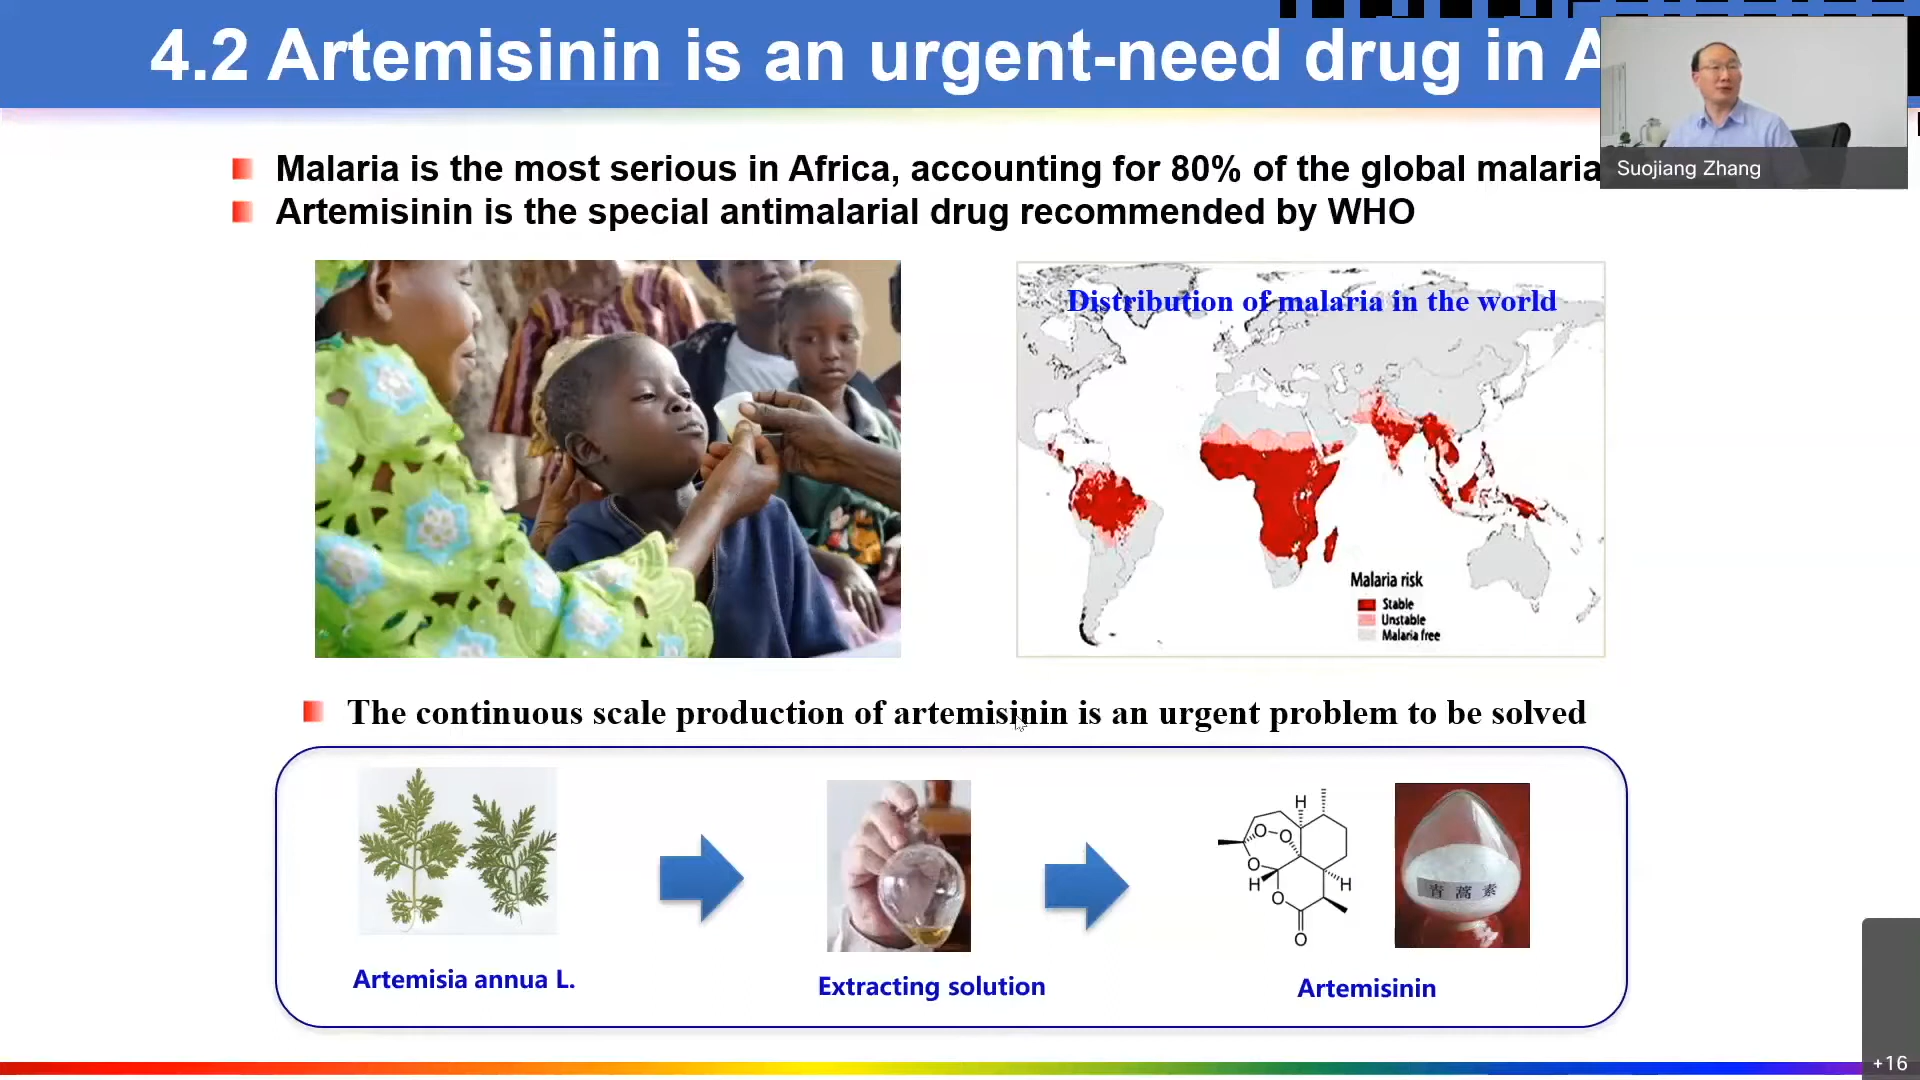 4.2 Artemisinin is an urgent-need drug in A
Suojiang Zhang
Malaria is the most serious in Africa, accounting for 80% of the global malaria
Artemisinin is the special antimalarial drug recommended by WHO
Distribution of malaria in the world
Malaria risk
Stable
Unstable
Malaria free
The continuous scale production of artemisinin is an urgent problem to be solved
H
O O
O
H H
O
O
青蒿素
Artemisia annua L.
Extracting solution
Artemisinin
+16